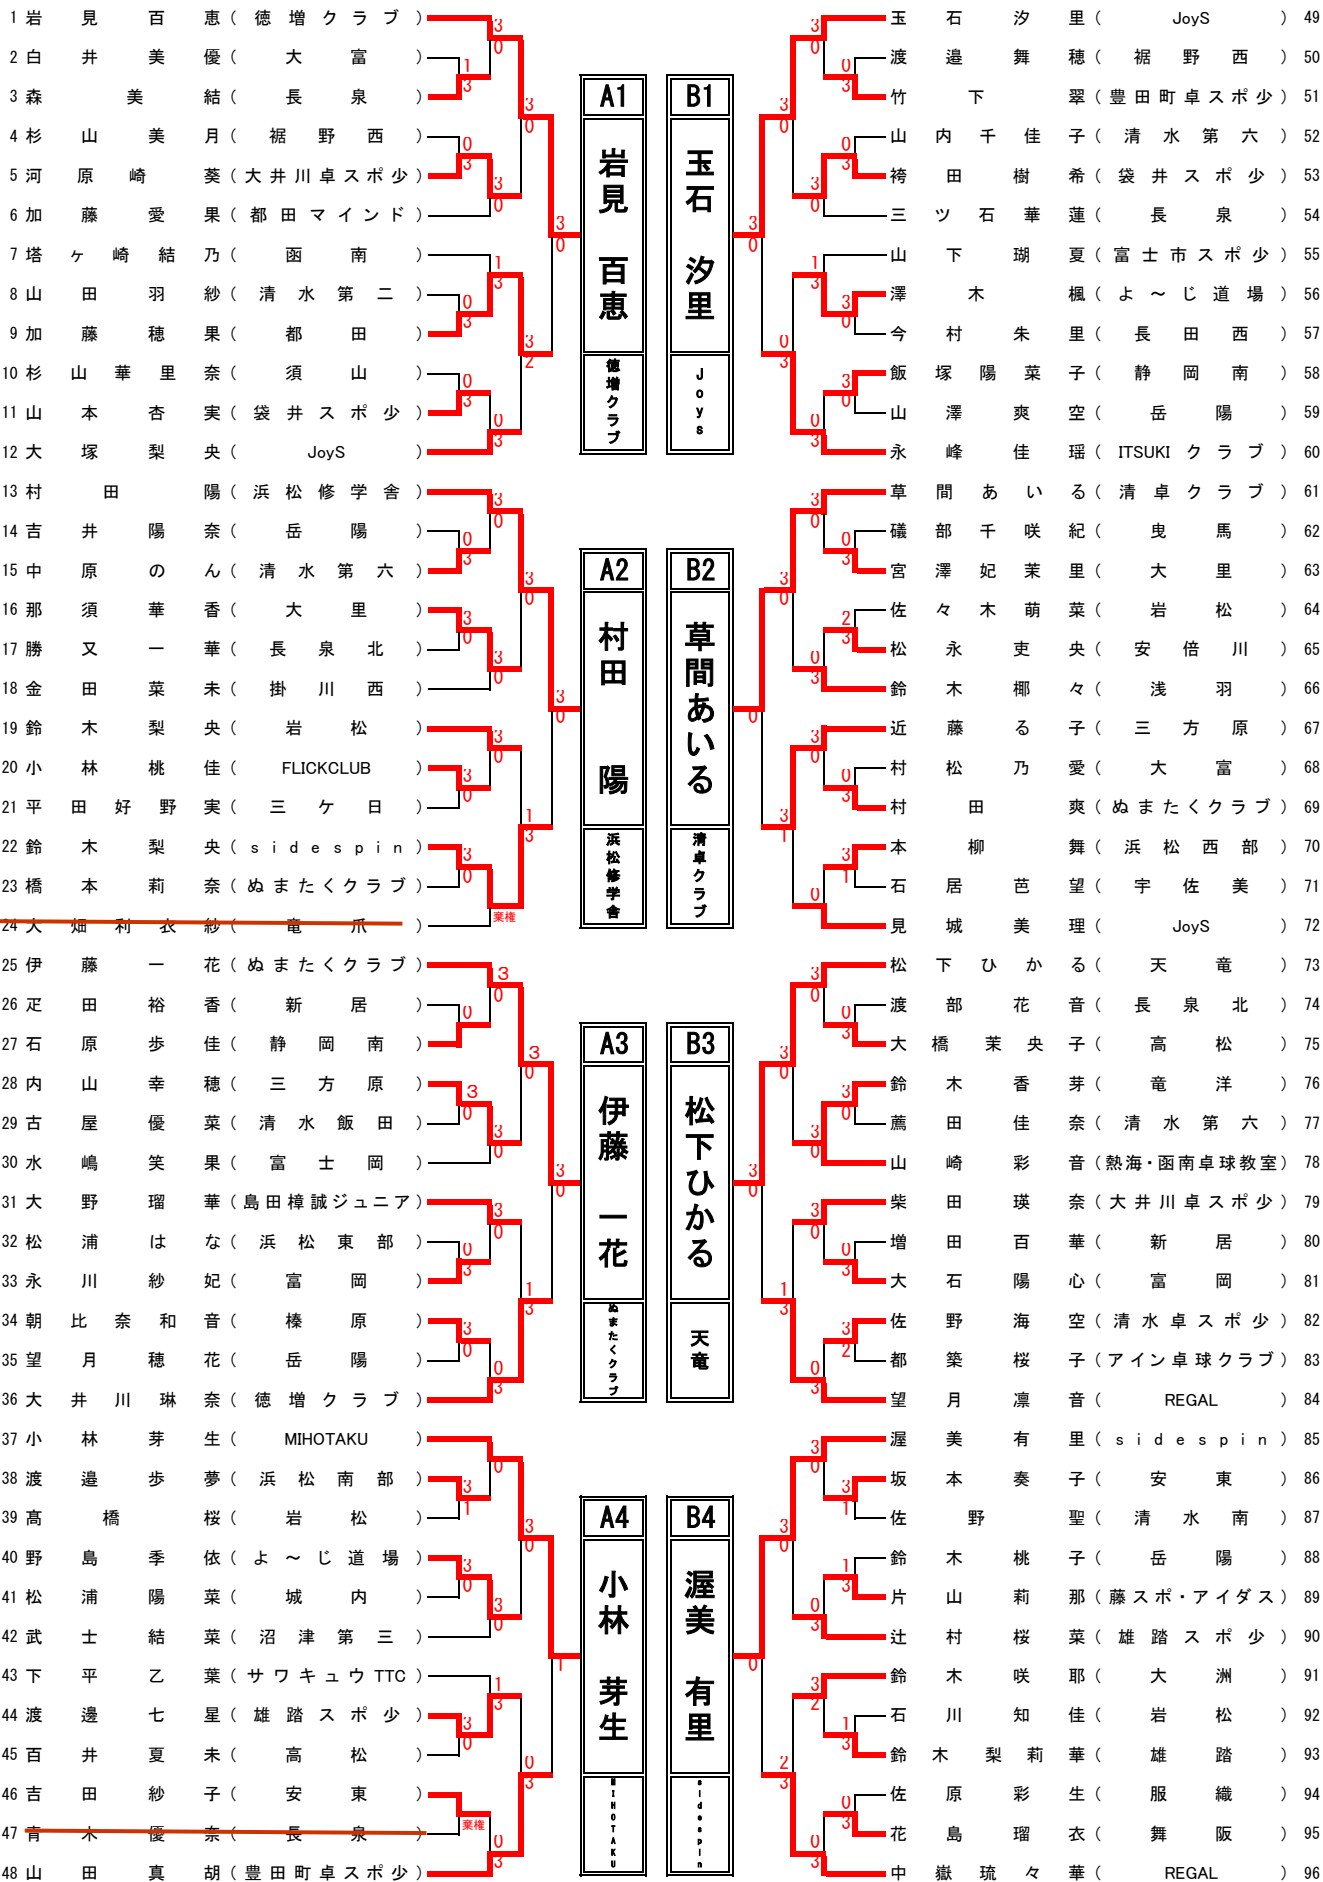 1 岩見百恵(徳増クラブ)
2 白井美優(大富)
3 森美結(長泉)
4 杉山美月(裾野西)
5 河原崎葵(大井川卓スポ少)
6 加藤愛果(都田マインド)
7 塔ヶ崎結乃(函南)
8 山田羽紗(清水第二)
9 加藤穂果(都田)
10 杉山華里奈(須山)
11 山本杏実(袋井スポ少)
12 大塚梨央(JoyS)
13 村田陽(浜松修学舎)
14 吉井陽奈(岳陽)
15 中原のん(清水第六)
16 那須華香(大里)
17 勝又一華(長泉北)
18 金田菜未(掛川西)
19 鈴木梨央(岩松)
20 小林桃佳(FLICKCLUB)
21 平田好野実(三ケ日)
22 鈴木梨央(sidespin)
23 橋本莉奈(ぬまたくクラブ)
24 大畑利衣紗(竜爪)
棄権
25 伊藤一花(ぬまたくクラブ)
26 疋田裕香(新居)
27 石原歩佳(静岡南)
28 内山幸穂(三方原)
29 古屋優菜(清水飯田)
30 水嶋笑果(富士岡)
31 大野瑠華(島田樟誠ジュニア)
32 松浦はな(浜松東部)
33 永川紗妃(富岡)
34 朝比奈和音(榛原)
35 望月穂花(岳陽)
36 大井川琳奈(徳増クラブ)
37 小林芽生(MIHOTAKU)
38 渡邉歩夢(浜松南部)
39 髙橋桜(岩松)
40 野島季依(よ～じ道場)
41 松浦陽菜(城内)
42 武士結菜(沼津第三)
43 下平乙葉(サワキュウTTC)
44 渡邊七星(雄踏スポ少)
45 百井夏未(高松)
46 吉田紗子(安東)
47 青木優奈(長泉)
棄権
48 山田真胡(豊田町卓スポ少)
A1
岩見 百恵
徳増クラブ
A2
村田 陽
浜松修学舎
A3
伊藤 一花
ぬまたくクラブ
A4
小林 芽生
MIHOTAKU
B1
玉石 汐里
Joys
B2
草間あいる
清卓クラブ
B3
松下ひかる
天竜
B4
渥美 有里
sidespin
玉石汐里(JoyS) 49
渡邉舞穂(裾野西) 50
竹下翠(豊田町卓スポ少) 51
山内千佳子(清水第六) 52
袴田樹希(袋井スポ少) 53
三ツ石華蓮(長泉) 54
山下瑚夏(富士市スポ少) 55
澤木楓(よ～じ道場) 56
今村朱里(長田西) 57
飯塚陽菜子(静岡南) 58
山澤爽空(岳陽) 59
永峰佳瑶(ITSUKIクラブ) 60
草間あいる(清卓クラブ) 61
礒部千咲紀(曳馬) 62
宮澤妃茉里(大里) 63
佐々木萌菜(岩松) 64
松永吏央(安倍川) 65
鈴木椰々(浅羽) 66
近藤る子(三方原) 67
村松乃愛(大富) 68
村田爽(ぬまたくクラブ) 69
本柳舞(浜松西部) 70
石居芭望(宇佐美) 71
見城美理(JoyS) 72
松下ひかる(天竜) 73
渡部花音(長泉北) 74
大橋茉央子(高松) 75
鈴木香芽(竜洋) 76
薦田佳奈(清水第六) 77
山崎彩音(熱海・函南卓球教室) 78
柴田瑛奈(大井川卓スポ少) 79
増田百華(新居) 80
大石陽心(富岡) 81
佐野海空(清水卓スポ少) 82
都築桜子(アイン卓球クラブ) 83
望月凛音(REGAL) 84
渥美有里(sidespin) 85
坂本奏子(安東) 86
佐野聖(清水南) 87
鈴木桃子(岳陽) 88
片山莉那(藤スポ・アイダス) 89
辻村桜菜(雄踏スポ少) 90
鈴木咲耶(大洲) 91
石川知佳(岩松) 92
鈴木梨莉華(雄踏) 93
佐原彩生(服織) 94
花島瑠衣(舞阪) 95
中嶽琉々華(REGAL) 96